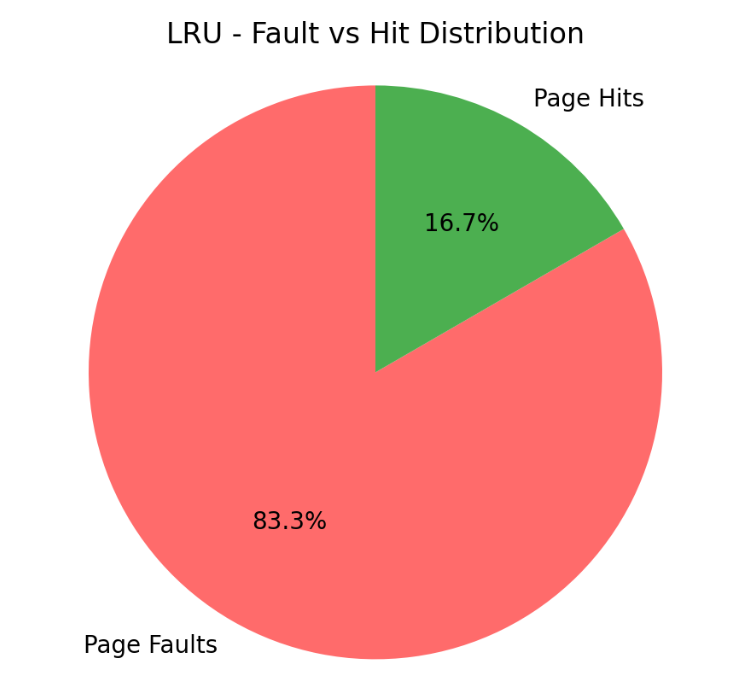 LRU - Fault vs Hit Distribution
Page Hits
16.7%
83.3%
Page Faults